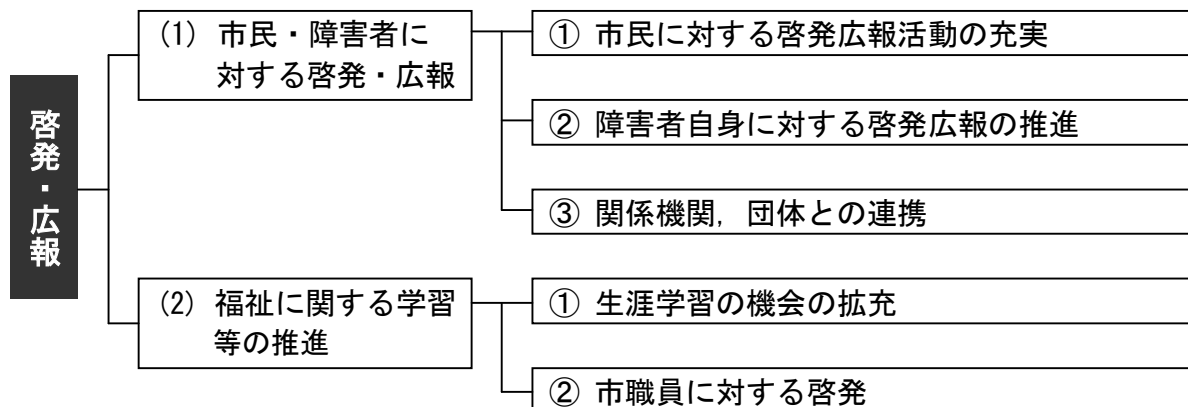 啓発・広報
(1) 市民・障害者に
対する啓発・広報
① 市民に対する啓発広報活動の充実
② 障害者自身に対する啓発広報の推進
③ 関係機関，団体との連携
(2) 福祉に関する学習
等の推進
① 生涯学習の機会の拡充
② 市職員に対する啓発